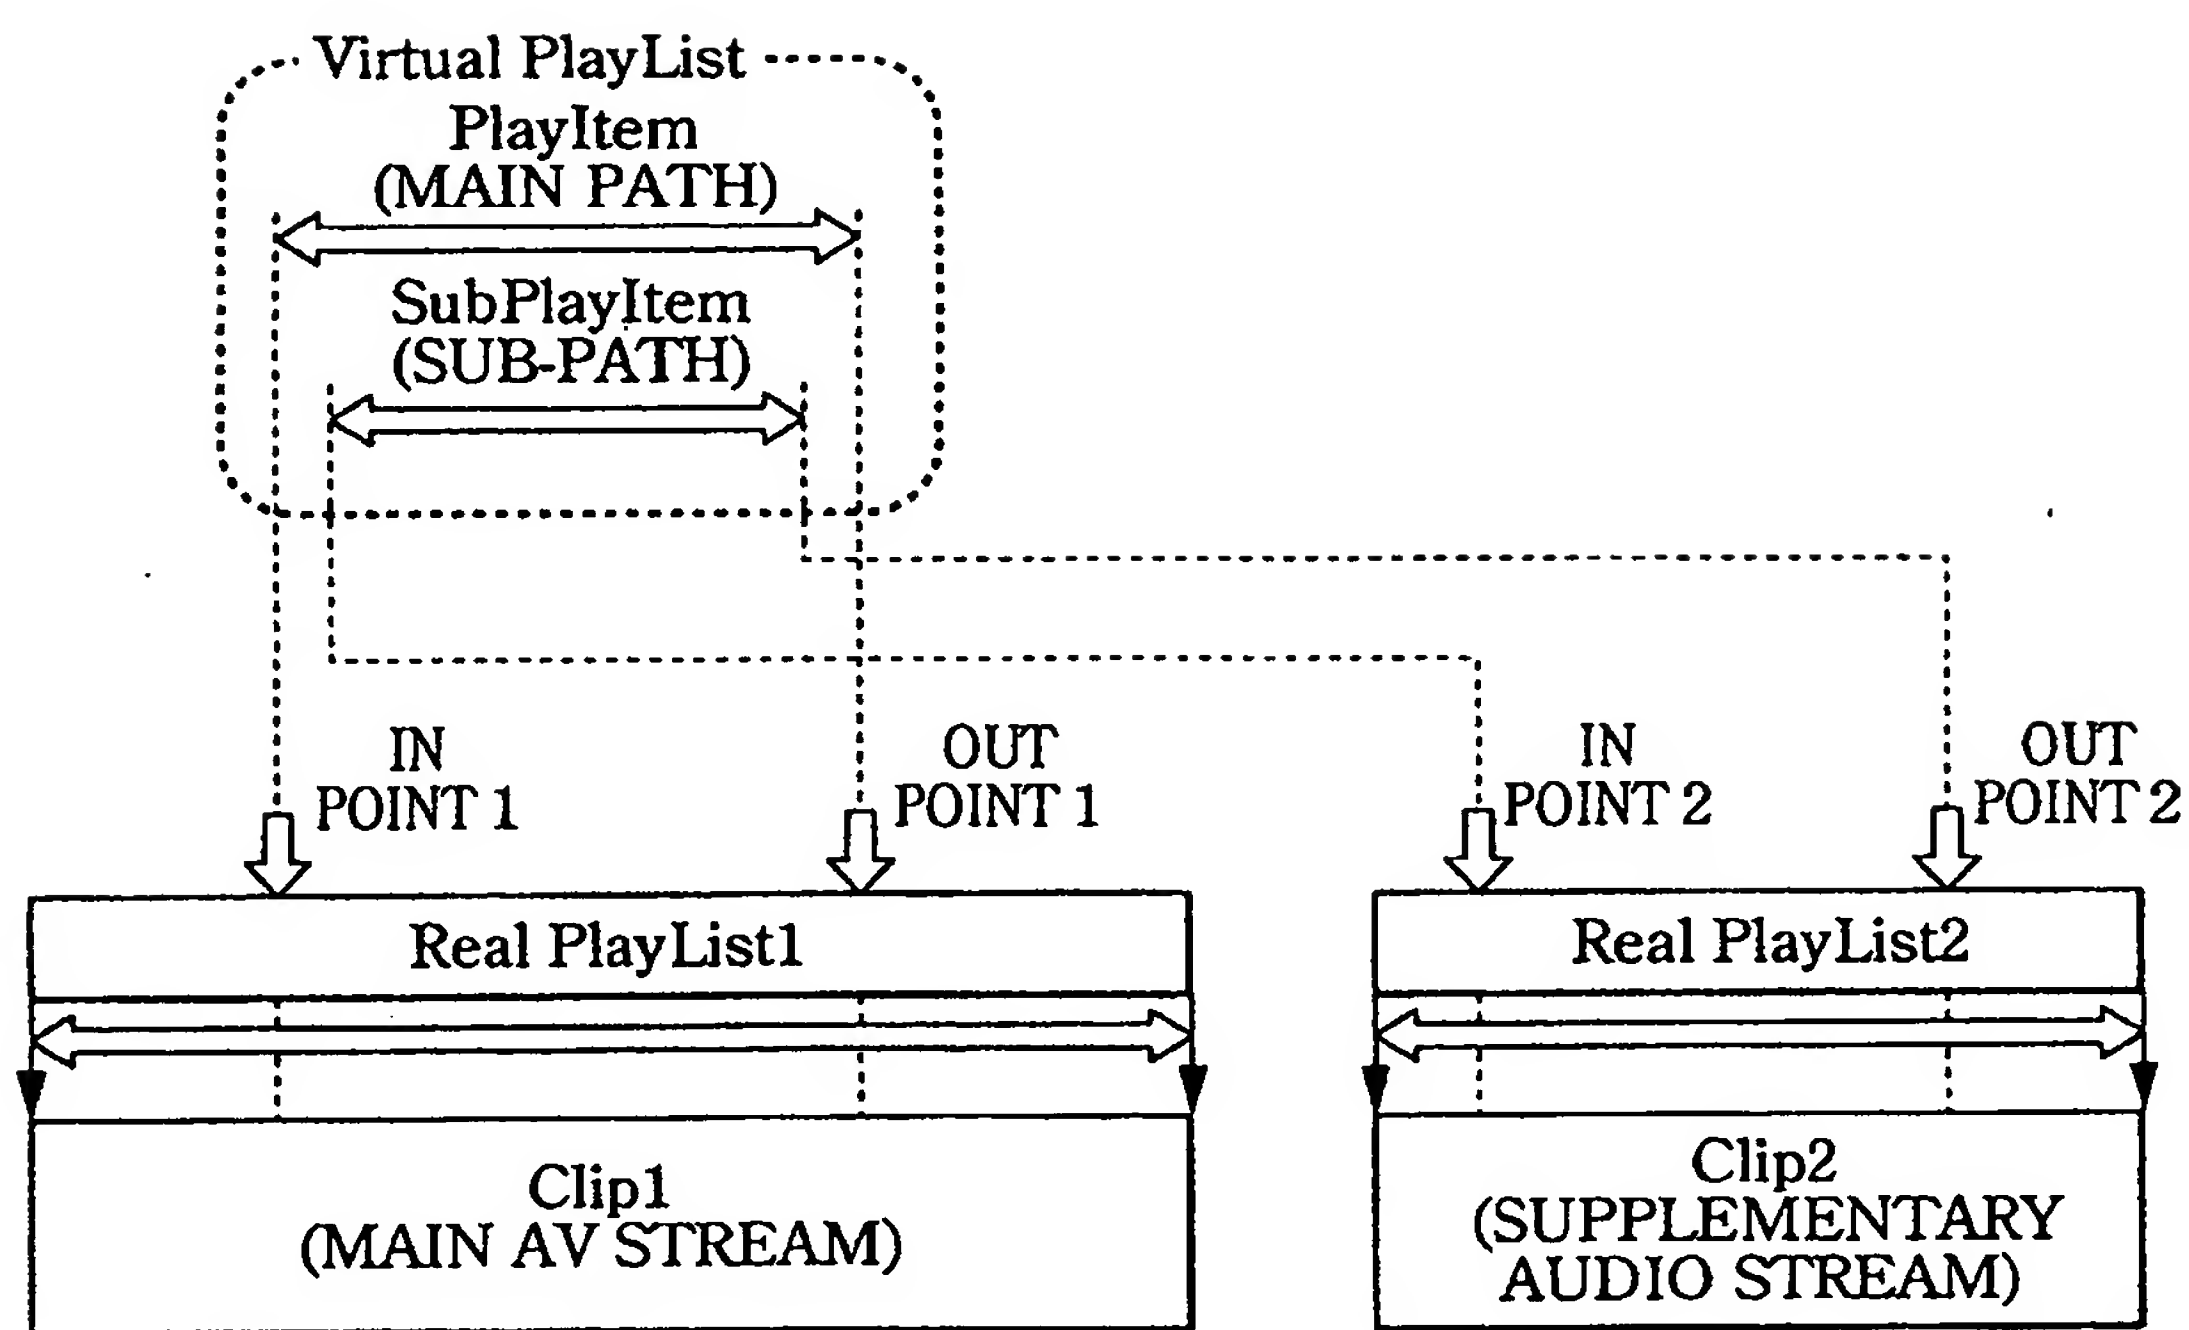 Virtual PlayList
PlayItem
(MAIN PATH)
SubPlayItem
(SUB-PATH)
IN
POINT 1
OUT
POINT 1
IN
POINT 2
OUT
POINT 2
Real PlayList1
Real PlayList2
Clip1
(MAIN AV STREAM)
Clip2
(SUPPLEMENTARY
AUDIO STREAM)